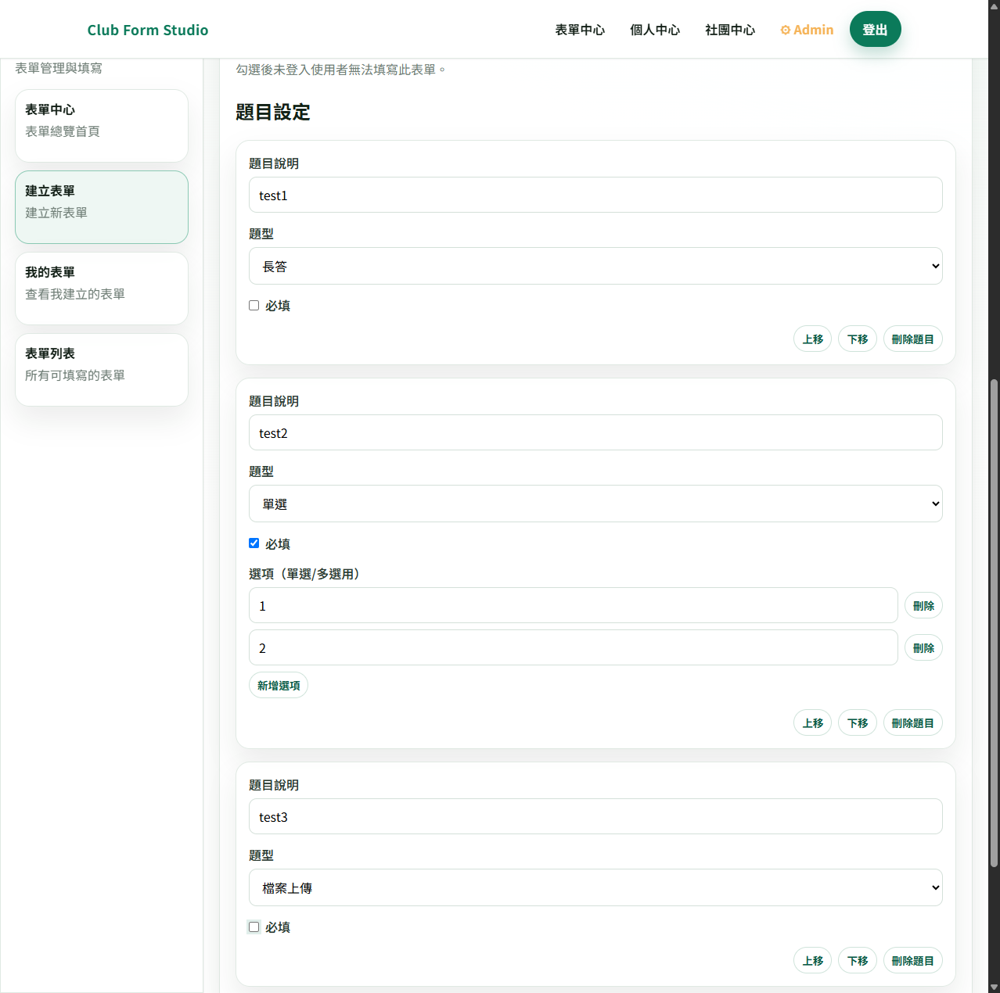 Club Form Studio
表單中心
個人中心
社團中心
⚙ Admin
登出
表單管理與填寫
表單中心
表單總覽首頁
建立表單
建立新表單
我的表單
查看我建立的表單
表單列表
所有可填寫的表單
勾選後未登入使用者無法填寫此表單。
題目設定
題目說明
test1
題型
長答
必填
上移
下移
刪除題目
題目說明
test2
題型
單選
必填
選項（單選/多選用）
1
刪除
2
刪除
新增選項
上移
下移
刪除題目
題目說明
test3
題型
檔案上傳
必填
上移
下移
刪除題目